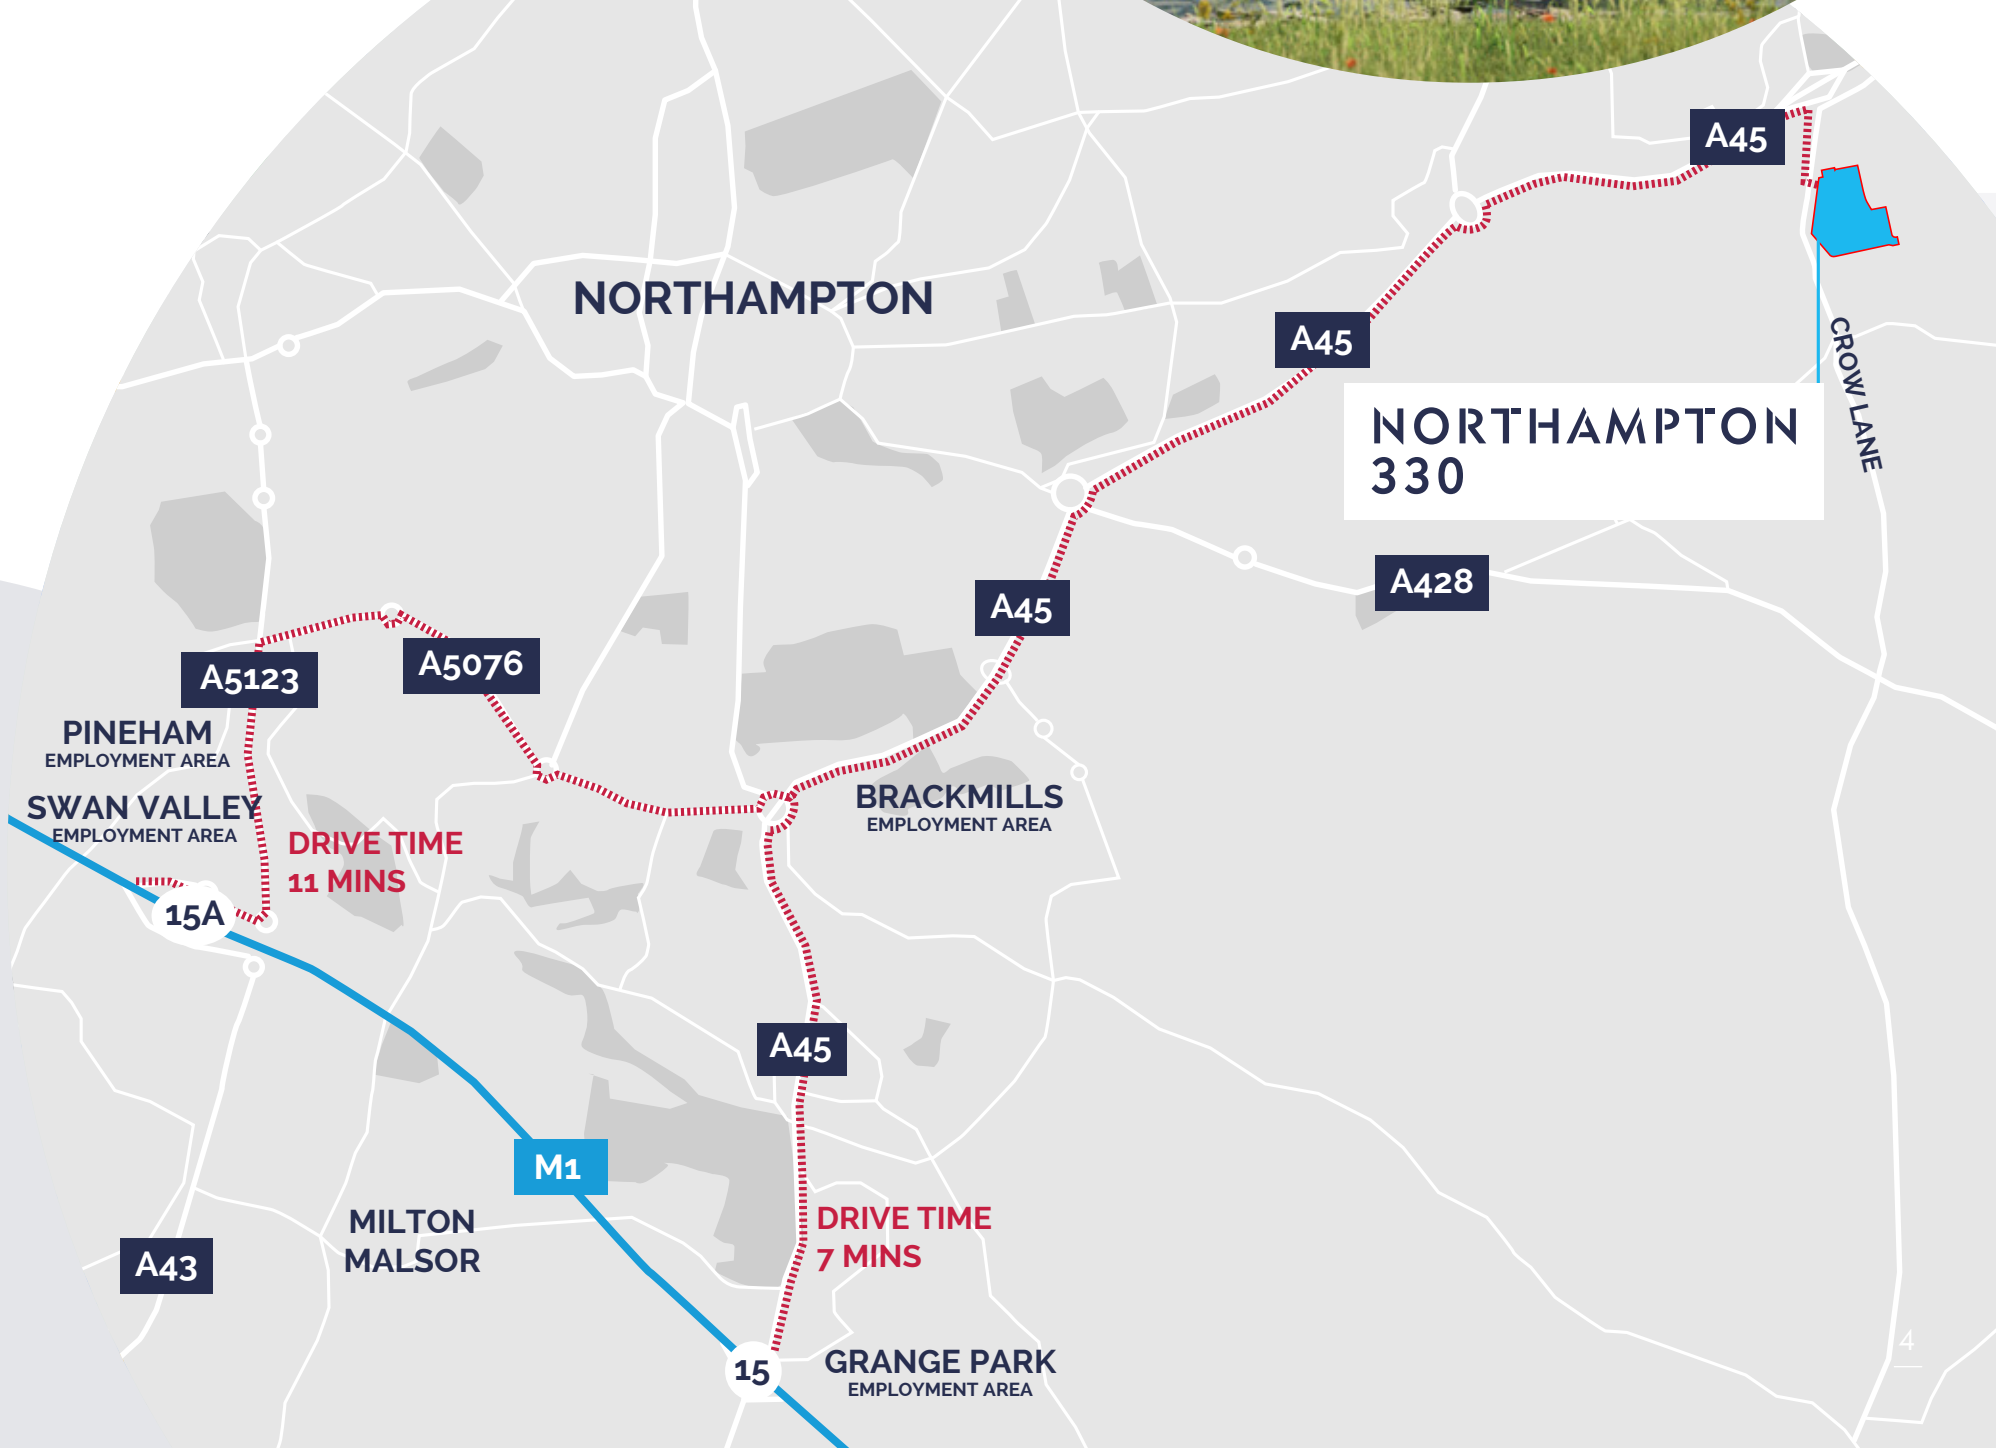 A45
NORTHAMPTON
A45
CROW LANE
NORTHAMPTON
330
A428
A45
A5123
A5076
PINEHAM
EMPLOYMENT AREA
SWAN VALLEY
EMPLOYMENT AREA
BRACKMILLS
EMPLOYMENT AREA
DRIVE TIME
11 MINS
15A
A45
M1
MILTON
MALSOR
DRIVE TIME
7 MINS
A43
15
GRANGE PARK
EMPLOYMENT AREA
4